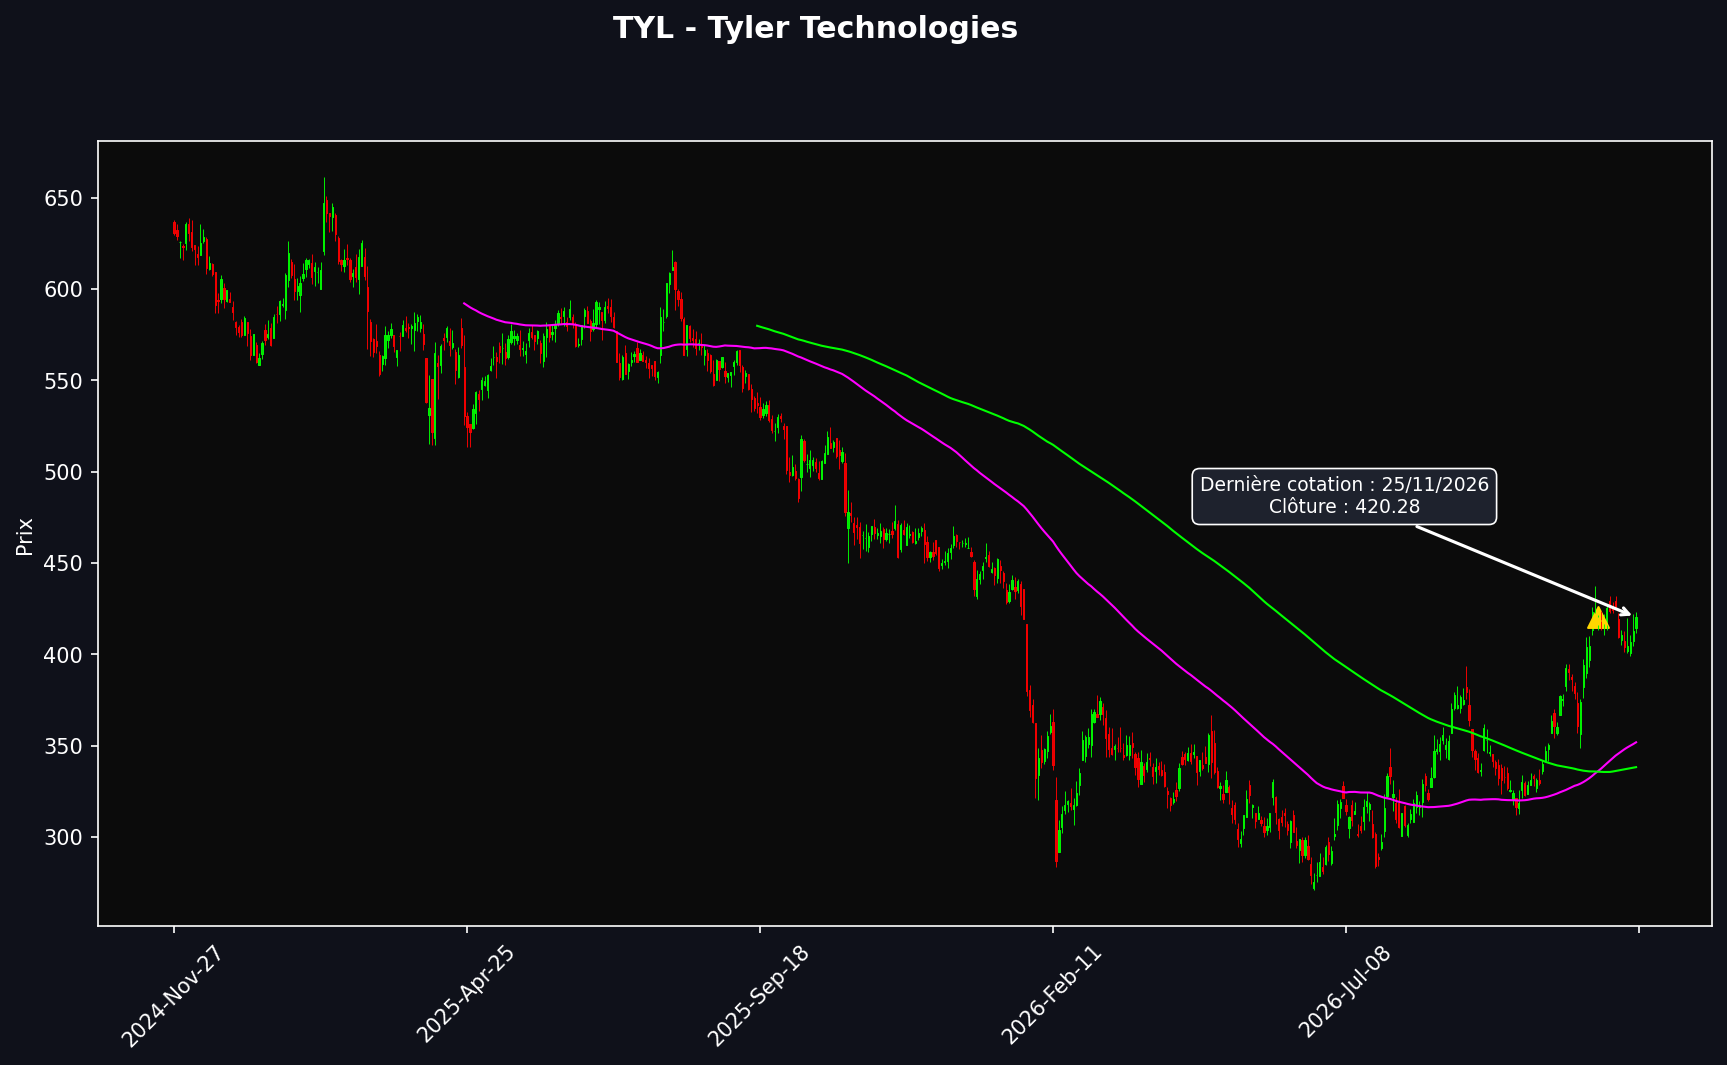 TYL - Tyler Technologies
Prix
650
600
550
500
450
400
350
300
Dernière cotation : 25/11/2026
Clôture : 420.28
2024-Nov-27
2025-Apr-25
2025-Sep-18
2026-Feb-11
2026-Jul-08